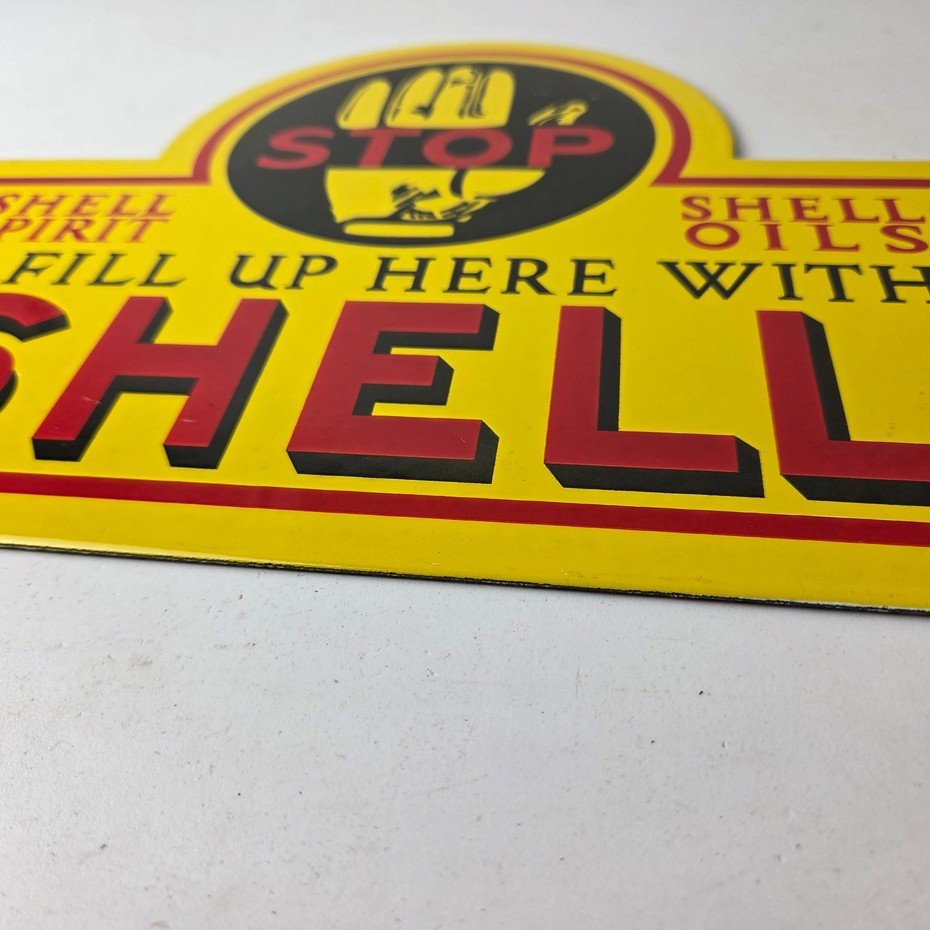 STOP
SHELL SPIRIT
SHELL OILS
FILL UP HERE WITH
SHELL